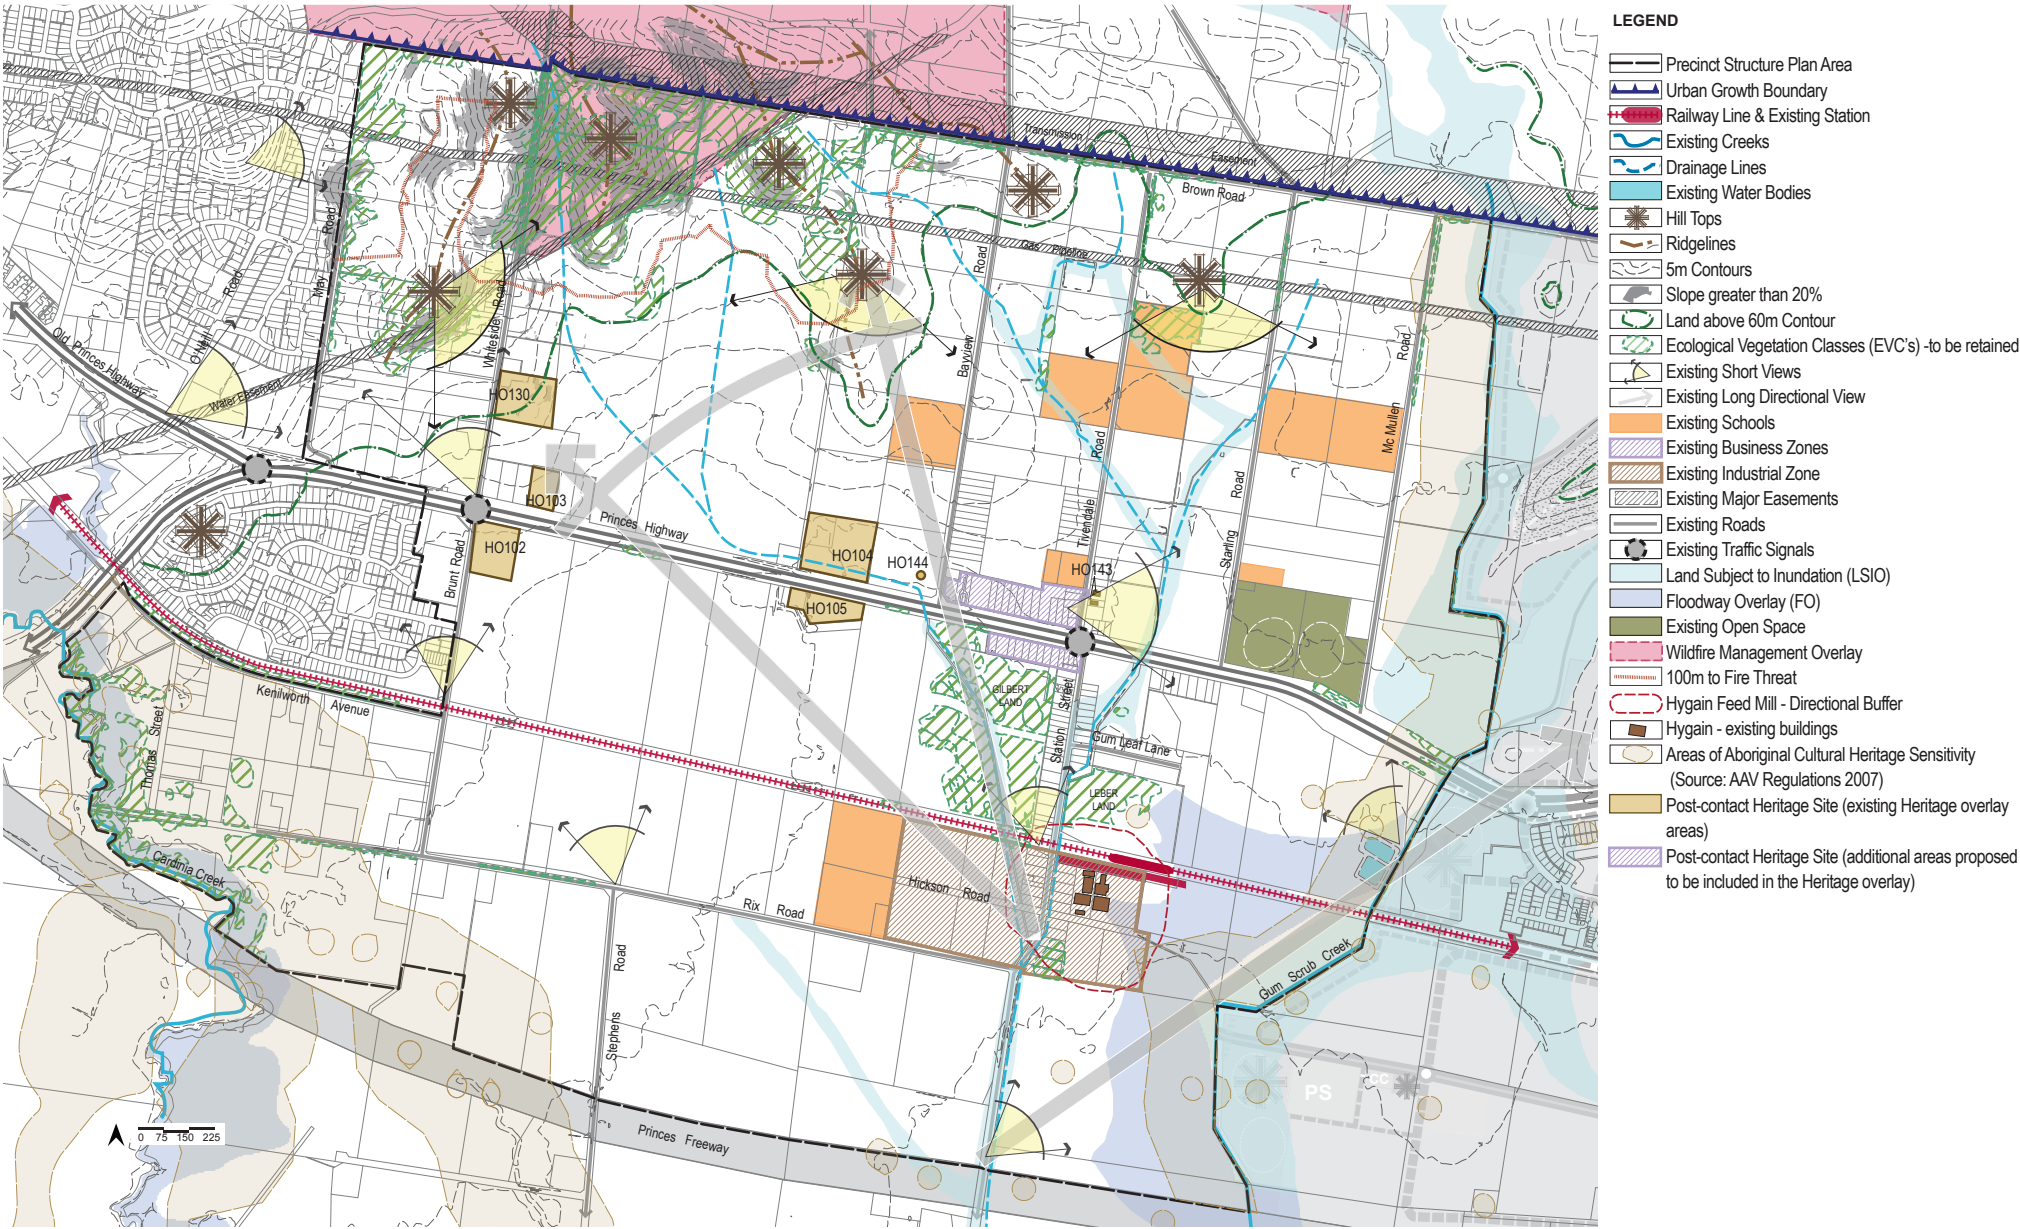 LEGEND
Precinct Structure Plan Area
Urban Growth Boundary
Railway Line & Existing Station
Existing Creeks
Drainage Lines
Existing Water Bodies
Hill Tops
Ridgelines
5m Contours
Slope greater than 20%
Land above 60m Contour
Ecological Vegetation Classes (EVC's) -to be retained
Existing Short Views
Existing Long Directional View
Existing Schools
Existing Business Zones
Existing Industrial Zone
Existing Major Easements
Existing Roads
Existing Traffic Signals
Land Subject to Inundation (LSIO)
Floodway Overlay (FO)
Existing Open Space
Wildfire Management Overlay
100m to Fire Threat
Hygain Feed Mill - Directional Buffer
Hygain - existing buildings
Areas of Aboriginal Cultural Heritage Sensitivity
(Source: AAV Regulations 2007)
Post-contact Heritage Site (existing Heritage overlay
areas)
Post-contact Heritage Site (additional areas proposed
to be included in the Heritage overlay)
Transmission Easement
Brown Road
Gas Pipeline
May Road
O'Neil Road
Old Princes Highway
Water Easement
Whiteside Road
Bayview Road
Mc Mullen Road
Tivendale Road
Starling Road
HO130
HO103
HO102
HO104
HO105
HO144
HO143
Princes Highway
Brunt Road
Kenilworth Avenue
Thomas Street
Cardinia Creek
GILBERT
LAND
Station Street
Gum Leaf Lane
LEBER
LAND
Hickson Road
Rix Road
Stephens Road
Gum Scrub Creek
Princes Freeway
PS
CC
0 75 150 225